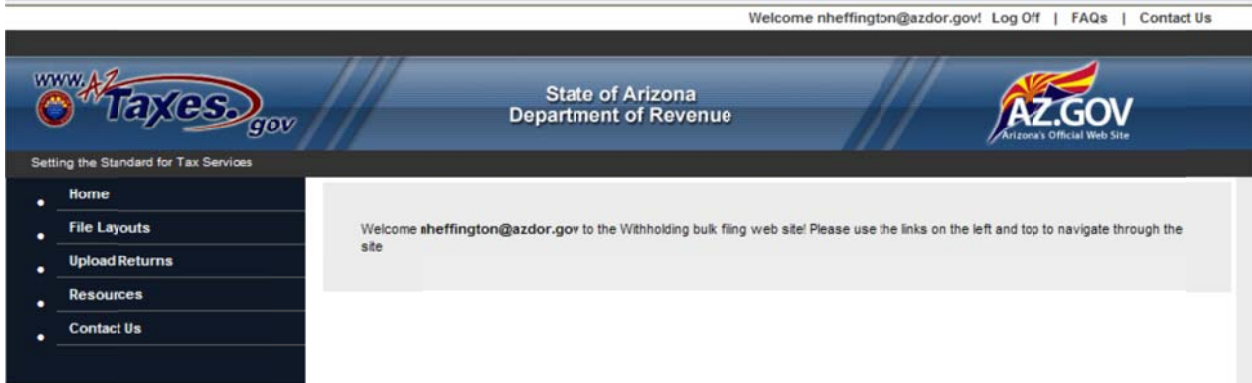 Welcome nheffington@azdor.gov! Log Off | FAQs | Contact Us
www.AZTaxes.gov
State of Arizona
Department of Revenue
AZ.GOV
Arizona's Official Web Site
Setting the Standard for Tax Services
Home
File Layouts
Upload Returns
Resources
Contact Us
Welcome nheffington@azdor.gov to the Withholding bulk filing web site! Please use the links on the left and top to navigate through the
site